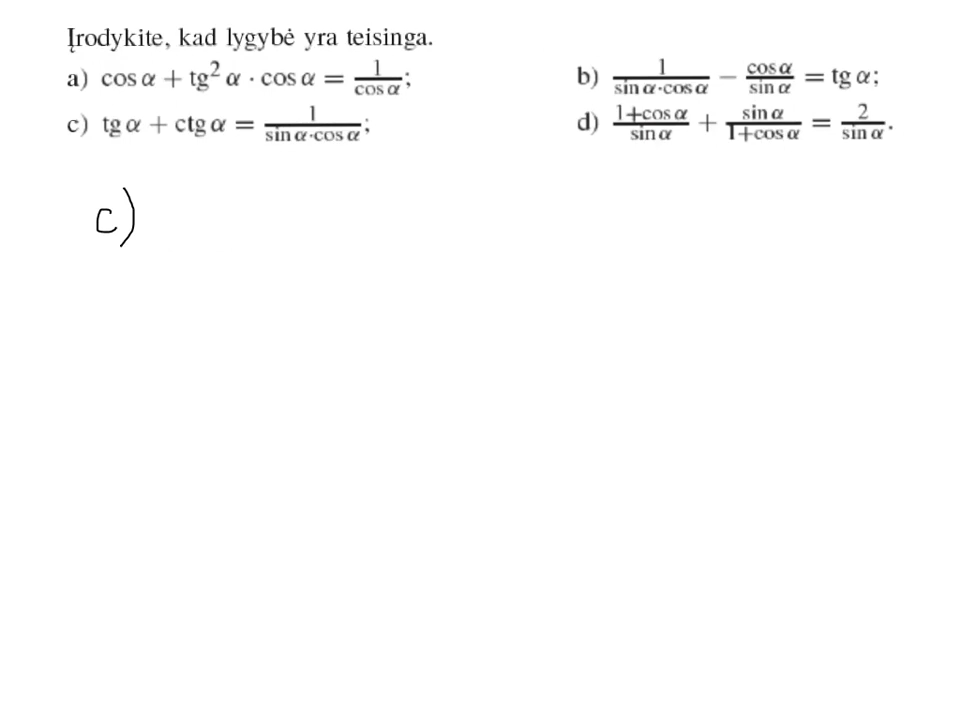 Įrodykite, kad lygybė yra teisinga.
a) cos α + tg² α · cos α = 1/cos α;
b) 1/(sin α·cos α) − cos α/sin α = tg α;
c) tg α + ctg α = 1/(sin α·cos α);
d) (1+cos α)/sin α + sin α/(1+cos α) = 2/sin α.
c)